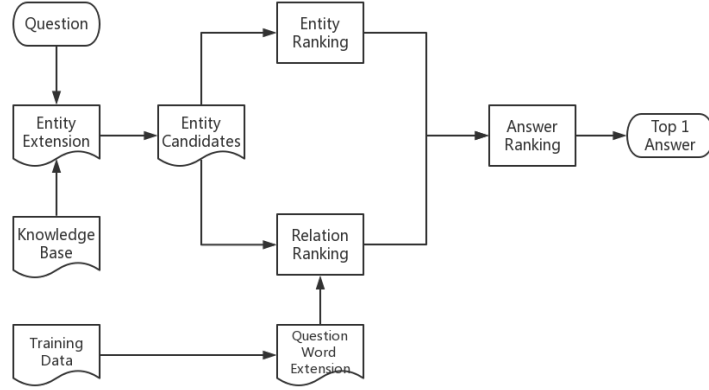 Question
Entity
Extension
Knowledge
Base
Entity
Candidates
Entity
Ranking
Relation
Ranking
Answer
Ranking
Top 1
Answer
Training
Data
Question
Word
Extension